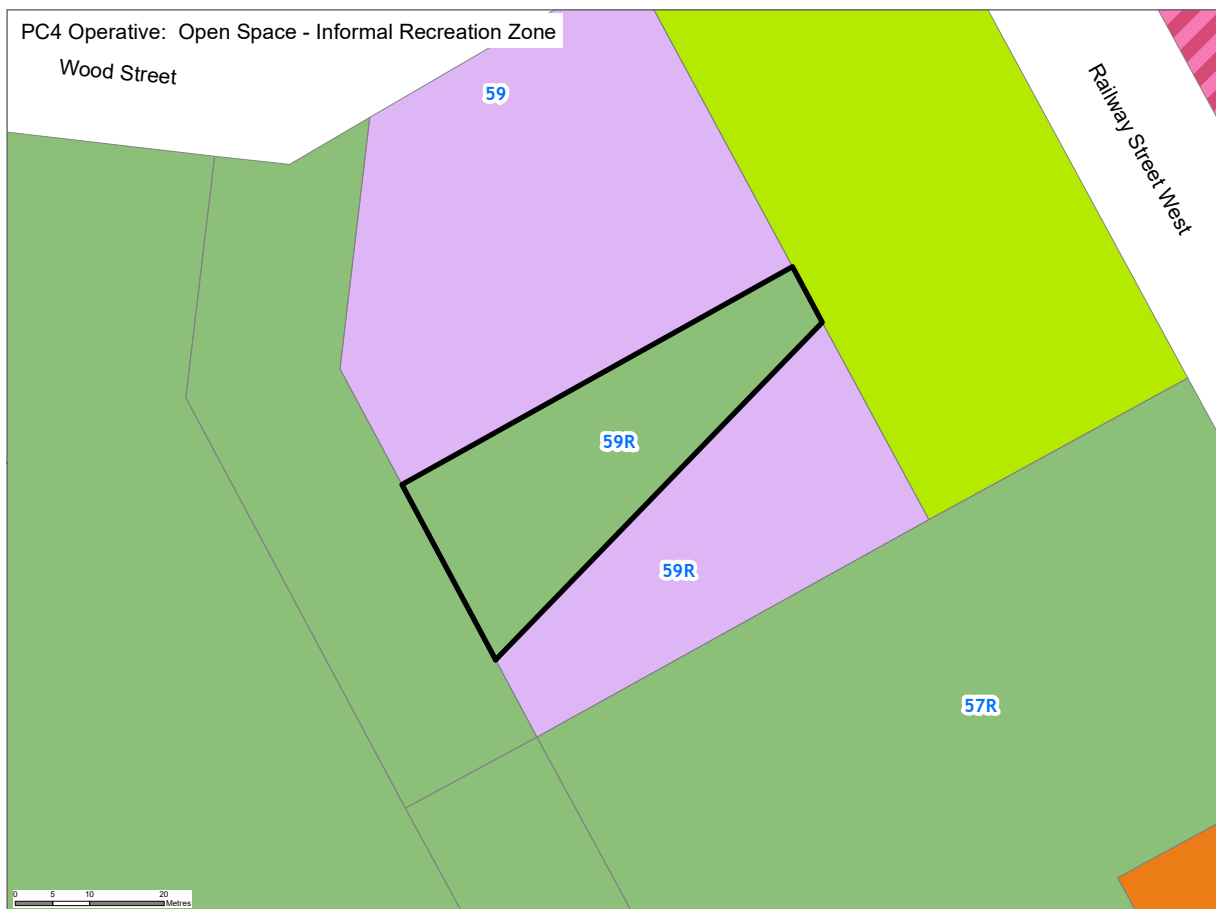 PC4 Operative: Open Space - Informal Recreation Zone
Wood Street
59
Railway Street West
59R
59R
57R
0 5 10 20
Metres